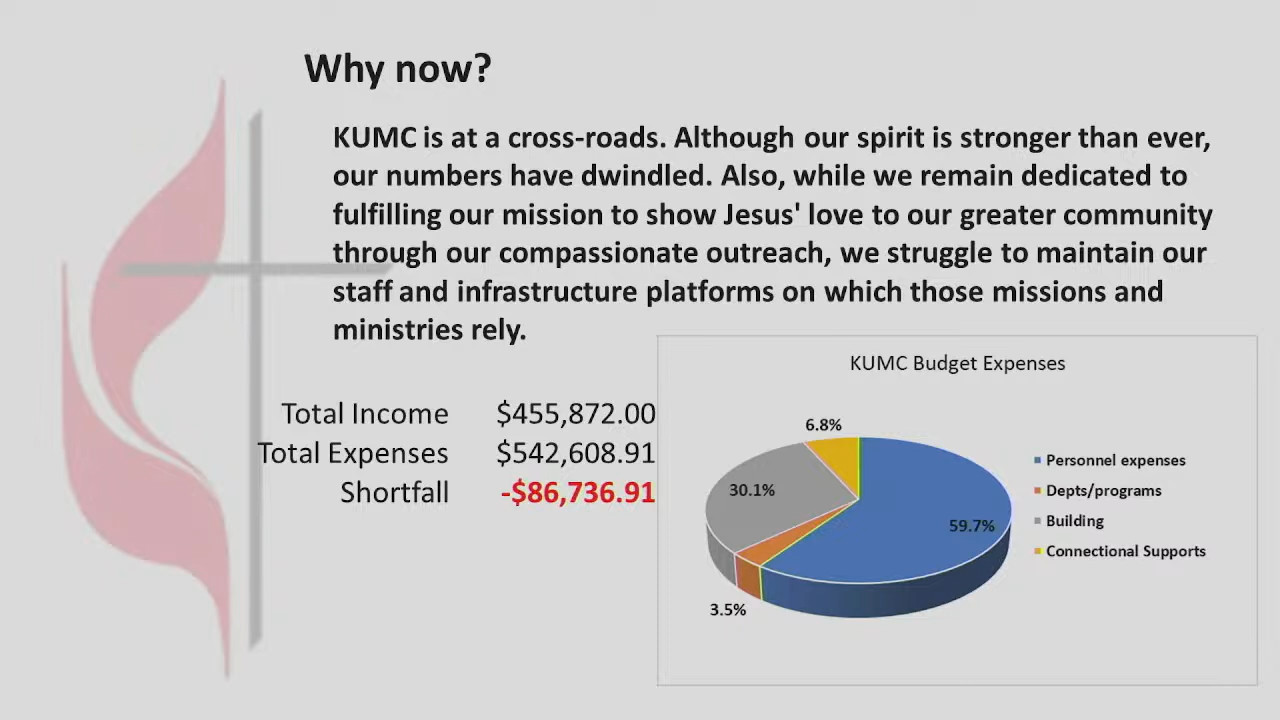 Why now?
KUMC is at a cross-roads. Although our spirit is stronger than ever,
our numbers have dwindled. Also, while we remain dedicated to
fulfilling our mission to show Jesus' love to our greater community
through our compassionate outreach, we struggle to maintain our
staff and infrastructure platforms on which those missions and
ministries rely.
Total Income $455,872.00
Total Expenses $542,608.91
Shortfall -$86,736.91
KUMC Budget Expenses
6.8%
30.1%
59.7%
3.5%
Personnel expenses
Depts/programs
Building
Connectional Supports